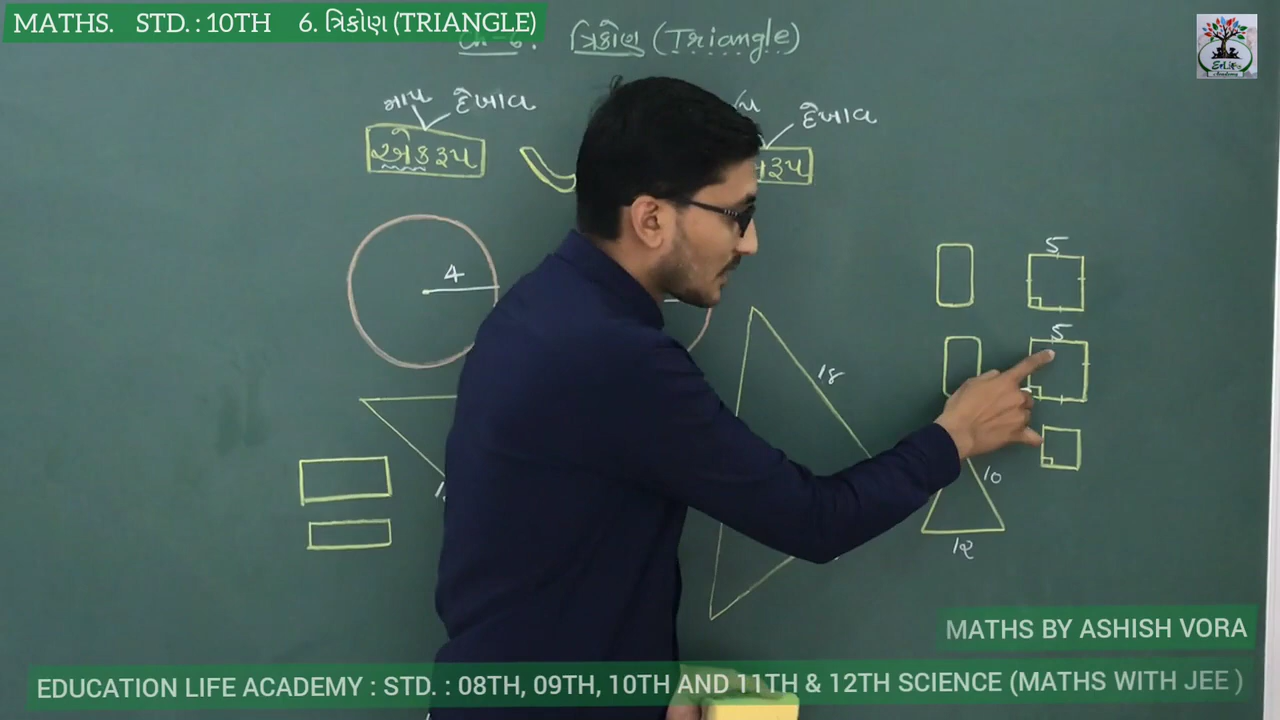 MATHS. STD. : 10TH 6. ત્રિકોણ (TRIANGLE)
ત્રિકોણ (Triangle)
માપ દેખાવ
દેખાવ
એકરૂપ
રૂપ
5
4
5
18
10
12
MATHS BY ASHISH VORA
EDUCATION LIFE ACADEMY : STD. : 08TH, 09TH, 10TH AND 11TH & 12TH SCIENCE (MATHS WITH JEE )